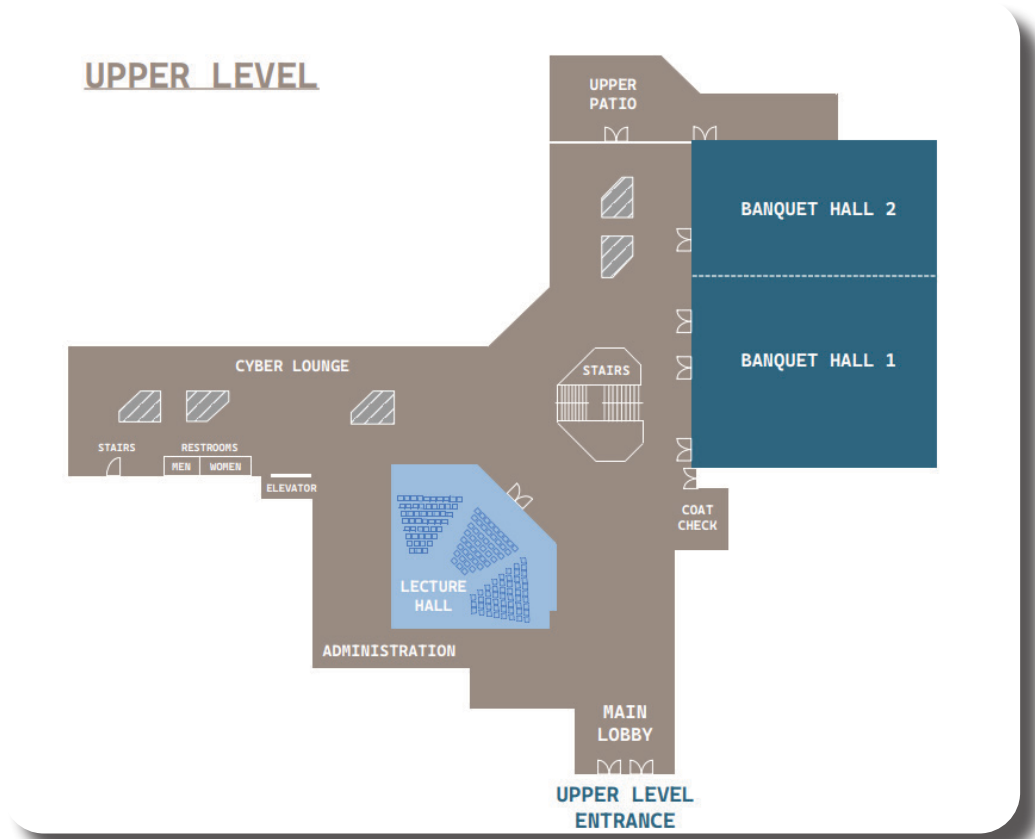 UPPER LEVEL
UPPER
PATIO
BANQUET HALL 2
BANQUET HALL 1
CYBER LOUNGE
STAIRS
STAIRS
RESTROOMS
MEN
WOMEN
ELEVATOR
COAT
CHECK
LECTURE
HALL
ADMINISTRATION
MAIN
LOBBY
UPPER LEVEL
ENTRANCE